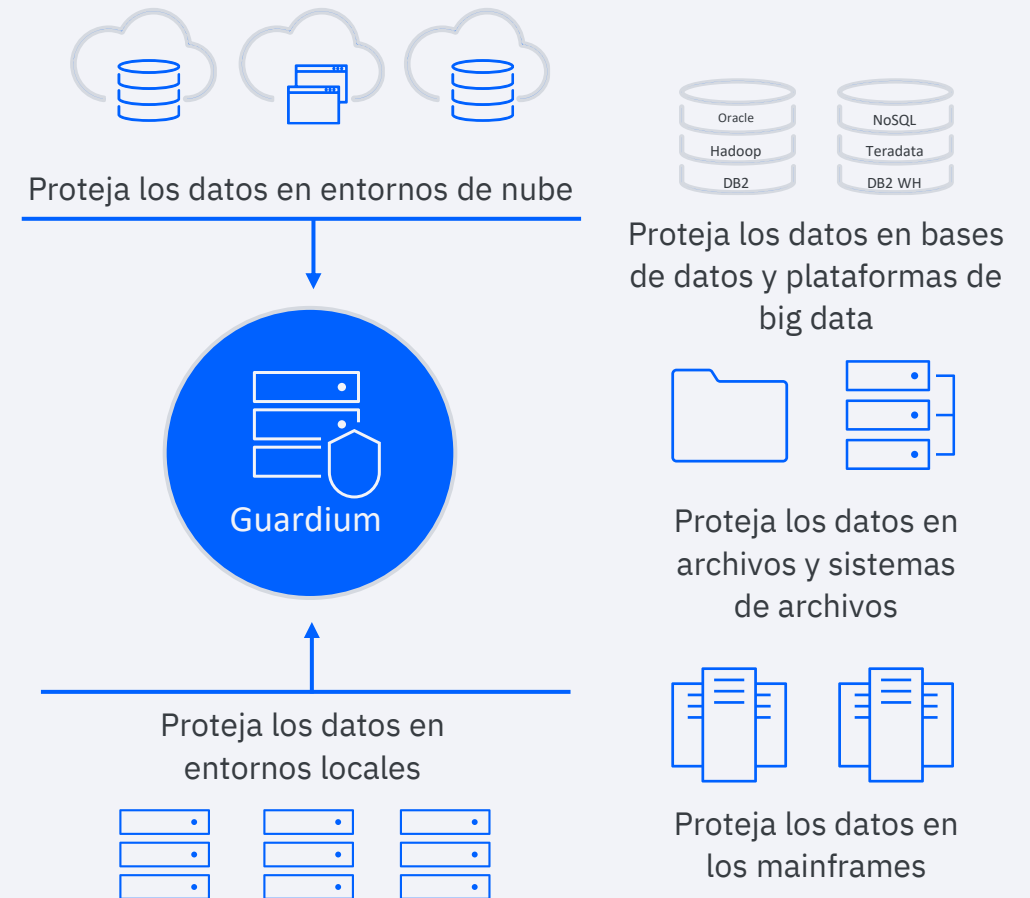 Proteja los datos en entornos de nube
Guardium
Proteja los datos en
entornos locales
Oracle
Hadoop
DB2
NoSQL
Teradata
DB2 WH
Proteja los datos en bases
de datos y plataformas de
big data
Proteja los datos en
archivos y sistemas
de archivos
Proteja los datos en
los mainframes